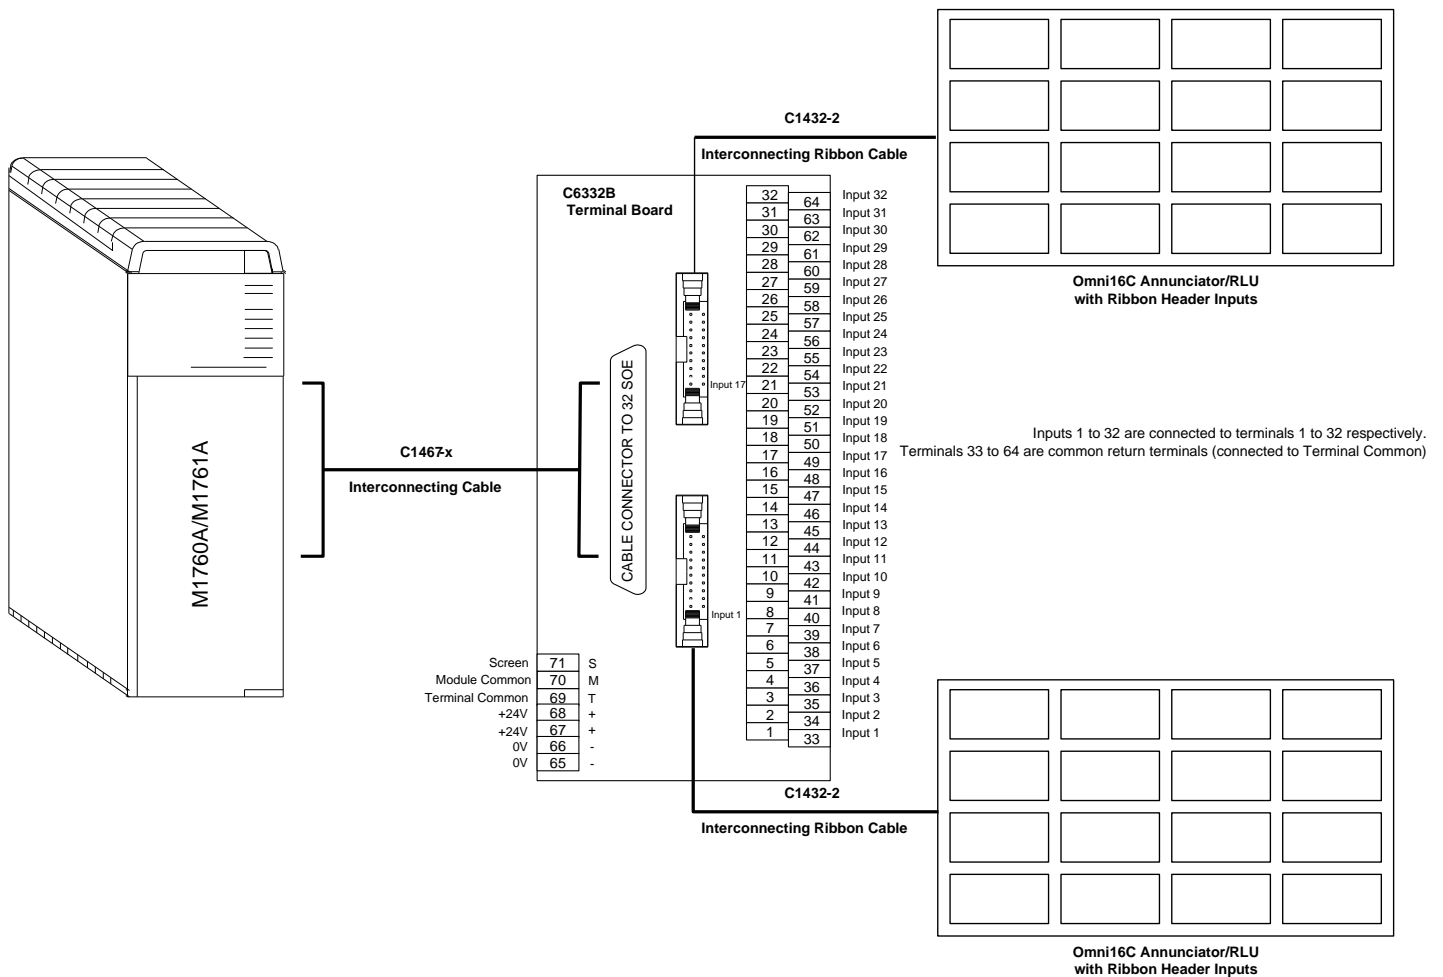 C1432-2
Interconnecting Ribbon Cable
Omni16C Annunciator/RLU
with Ribbon Header Inputs
C6332B
Terminal Board
M1760A/M1761A
C1467-x
Interconnecting Cable
CABLE CONNECTOR TO 32 SOE
Input 17
Input 1
32 64 Input 32
31 63 Input 31
30 62 Input 30
29 61 Input 29
28 60 Input 28
27 59 Input 27
26 58 Input 26
25 57 Input 25
24 56 Input 24
23 55 Input 23
22 54 Input 22
21 53 Input 21
20 52 Input 20
19 51 Input 19
18 50 Input 18
17 49 Input 17
16 48 Input 16
15 47 Input 15
14 46 Input 14
13 45 Input 13
12 44 Input 12
11 43 Input 11
10 42 Input 10
9 41 Input 9
8 40 Input 8
7 39 Input 7
6 38 Input 6
5 37 Input 5
4 36 Input 4
3 35 Input 3
2 34 Input 2
1 33 Input 1
Inputs 1 to 32 are connected to terminals 1 to 32 respectively.
Terminals 33 to 64 are common return terminals (connected to Terminal Common)
Screen 71 S
Module Common 70 M
Terminal Common 69 T
+24V 68 +
+24V 67 +
0V 66 -
0V 65 -
C1432-2
Interconnecting Ribbon Cable
Omni16C Annunciator/RLU
with Ribbon Header Inputs